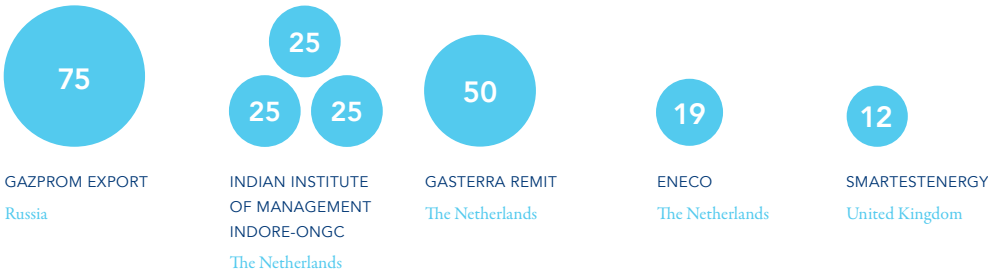 75
25
25
25
50
19
12
GAZPROM EXPORT
Russia
INDIAN INSTITUTE
OF MANAGEMENT
INDORE-ONGC
The Netherlands
GASTERRA REMIT
The Netherlands
ENECO
The Netherlands
SMARTESTENERGY
United Kingdom